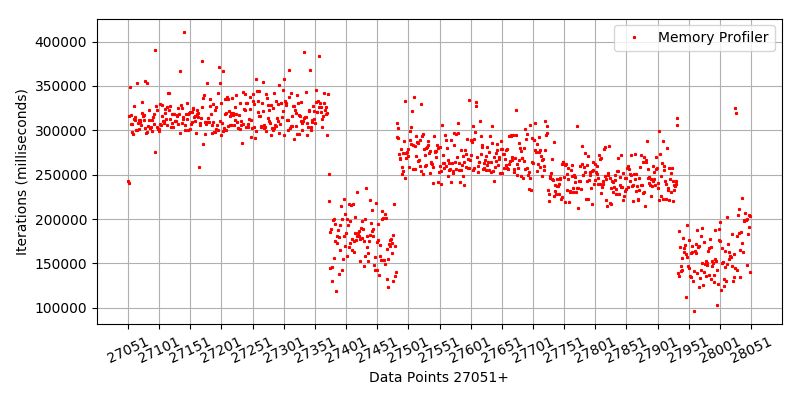 Memory Profiler
400000
350000
300000
250000
200000
150000
100000
Iterations (milliseconds)
27051 27101 27151 27201 27251 27301 27351 27401 27451 27501 27551 27601 27651 27701 27751 27801 27851 27901 27951 28001 28051
Data Points 27051+